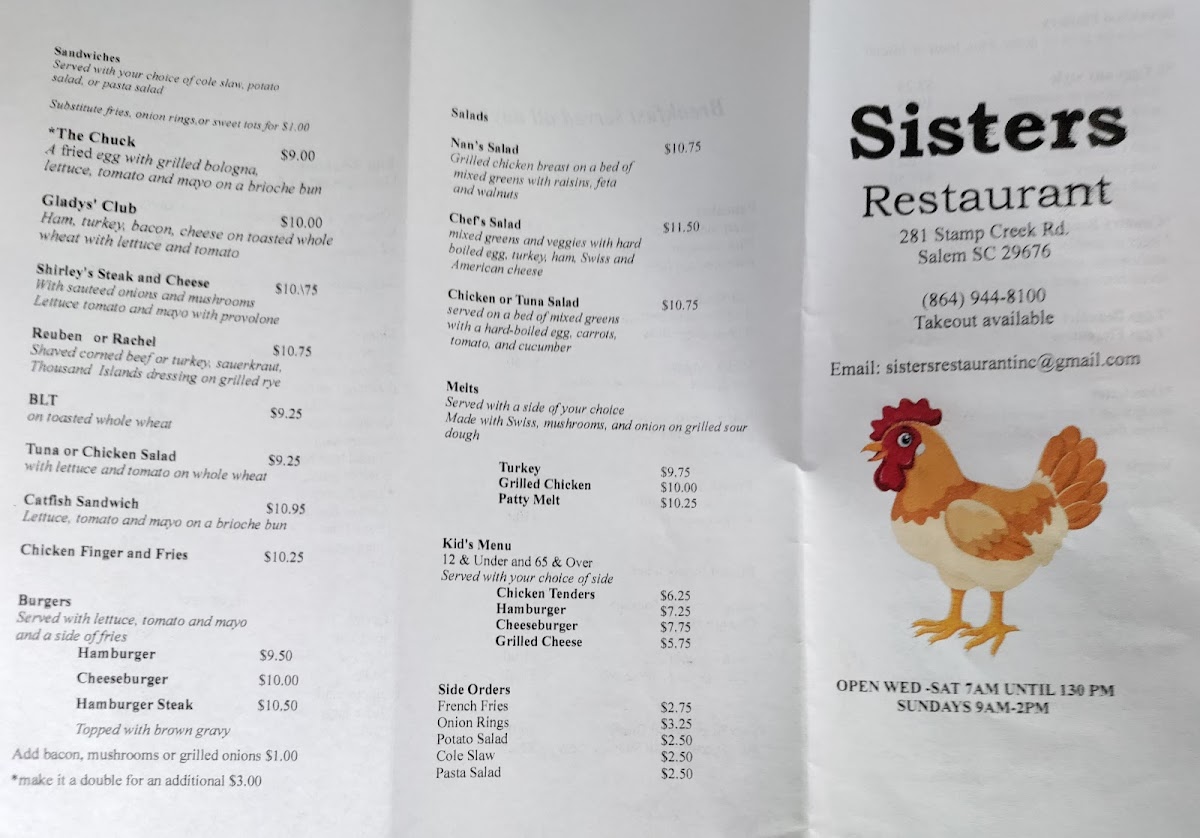 Sandwiches
Served with your choice of cole slaw, potato
salad, or pasta salad
Substitute fries, onion rings,or sweet tots for $1.00
*The Chuck $9.00
A fried egg with grilled bologna,
lettuce, tomato and mayo on a brioche bun
Gladys' Club $10.00
Ham, turkey, bacon, cheese on toasted whole
wheat with lettuce and tomato
Shirley's Steak and Cheese $10.\75
With sauteed onions and mushrooms
Lettuce tomato and mayo with provolone
Reuben or Rachel $10.75
Shaved corned beef or turkey, sauerkraut,
Thousand Islands dressing on grilled rye
BLT $9.25
on toasted whole wheat
Tuna or Chicken Salad $9.25
with lettuce and tomato on whole wheat
Catfish Sandwich $10.95
Lettuce, tomato and mayo on a brioche bun
Chicken Finger and Fries $10.25
Burgers
Served with lettuce, tomato and mayo
and a side of fries
Hamburger $9.50
Cheeseburger $10.00
Hamburger Steak $10.50
Topped with brown gravy
Add bacon, mushrooms or grilled onions $1.00
*make it a double for an additional $3.00
Salads
Nan's Salad $10.75
Grilled chicken breast on a bed of
mixed greens with raisins, feta
and walnuts
Chef's Salad $11.50
mixed greens and veggies with hard
boiled egg, turkey, ham, Swiss and
American cheese
Chicken or Tuna Salad $10.75
served on a bed of mixed greens
with a hard-boiled egg, carrots,
tomato, and cucumber
Melts
Served with a side of your choice
Made with Swiss, mushrooms, and onion on grilled sour
dough
Turkey $9.75
Grilled Chicken $10.00
Patty Melt $10.25
Kid's Menu
12 & Under and 65 & Over
Served with your choice of side
Chicken Tenders $6.25
Hamburger $7.25
Cheeseburger $7.75
Grilled Cheese $5.75
Side Orders
French Fries $2.75
Onion Rings $3.25
Potato Salad $2.50
Cole Slaw $2.50
Pasta Salad $2.50
Sisters
Restaurant
281 Stamp Creek Rd.
Salem SC 29676
(864) 944-8100
Takeout available
Email: sistersrestaurantinc@gmail.com
OPEN WED -SAT 7AM UNTIL 130 PM
SUNDAYS 9AM-2PM